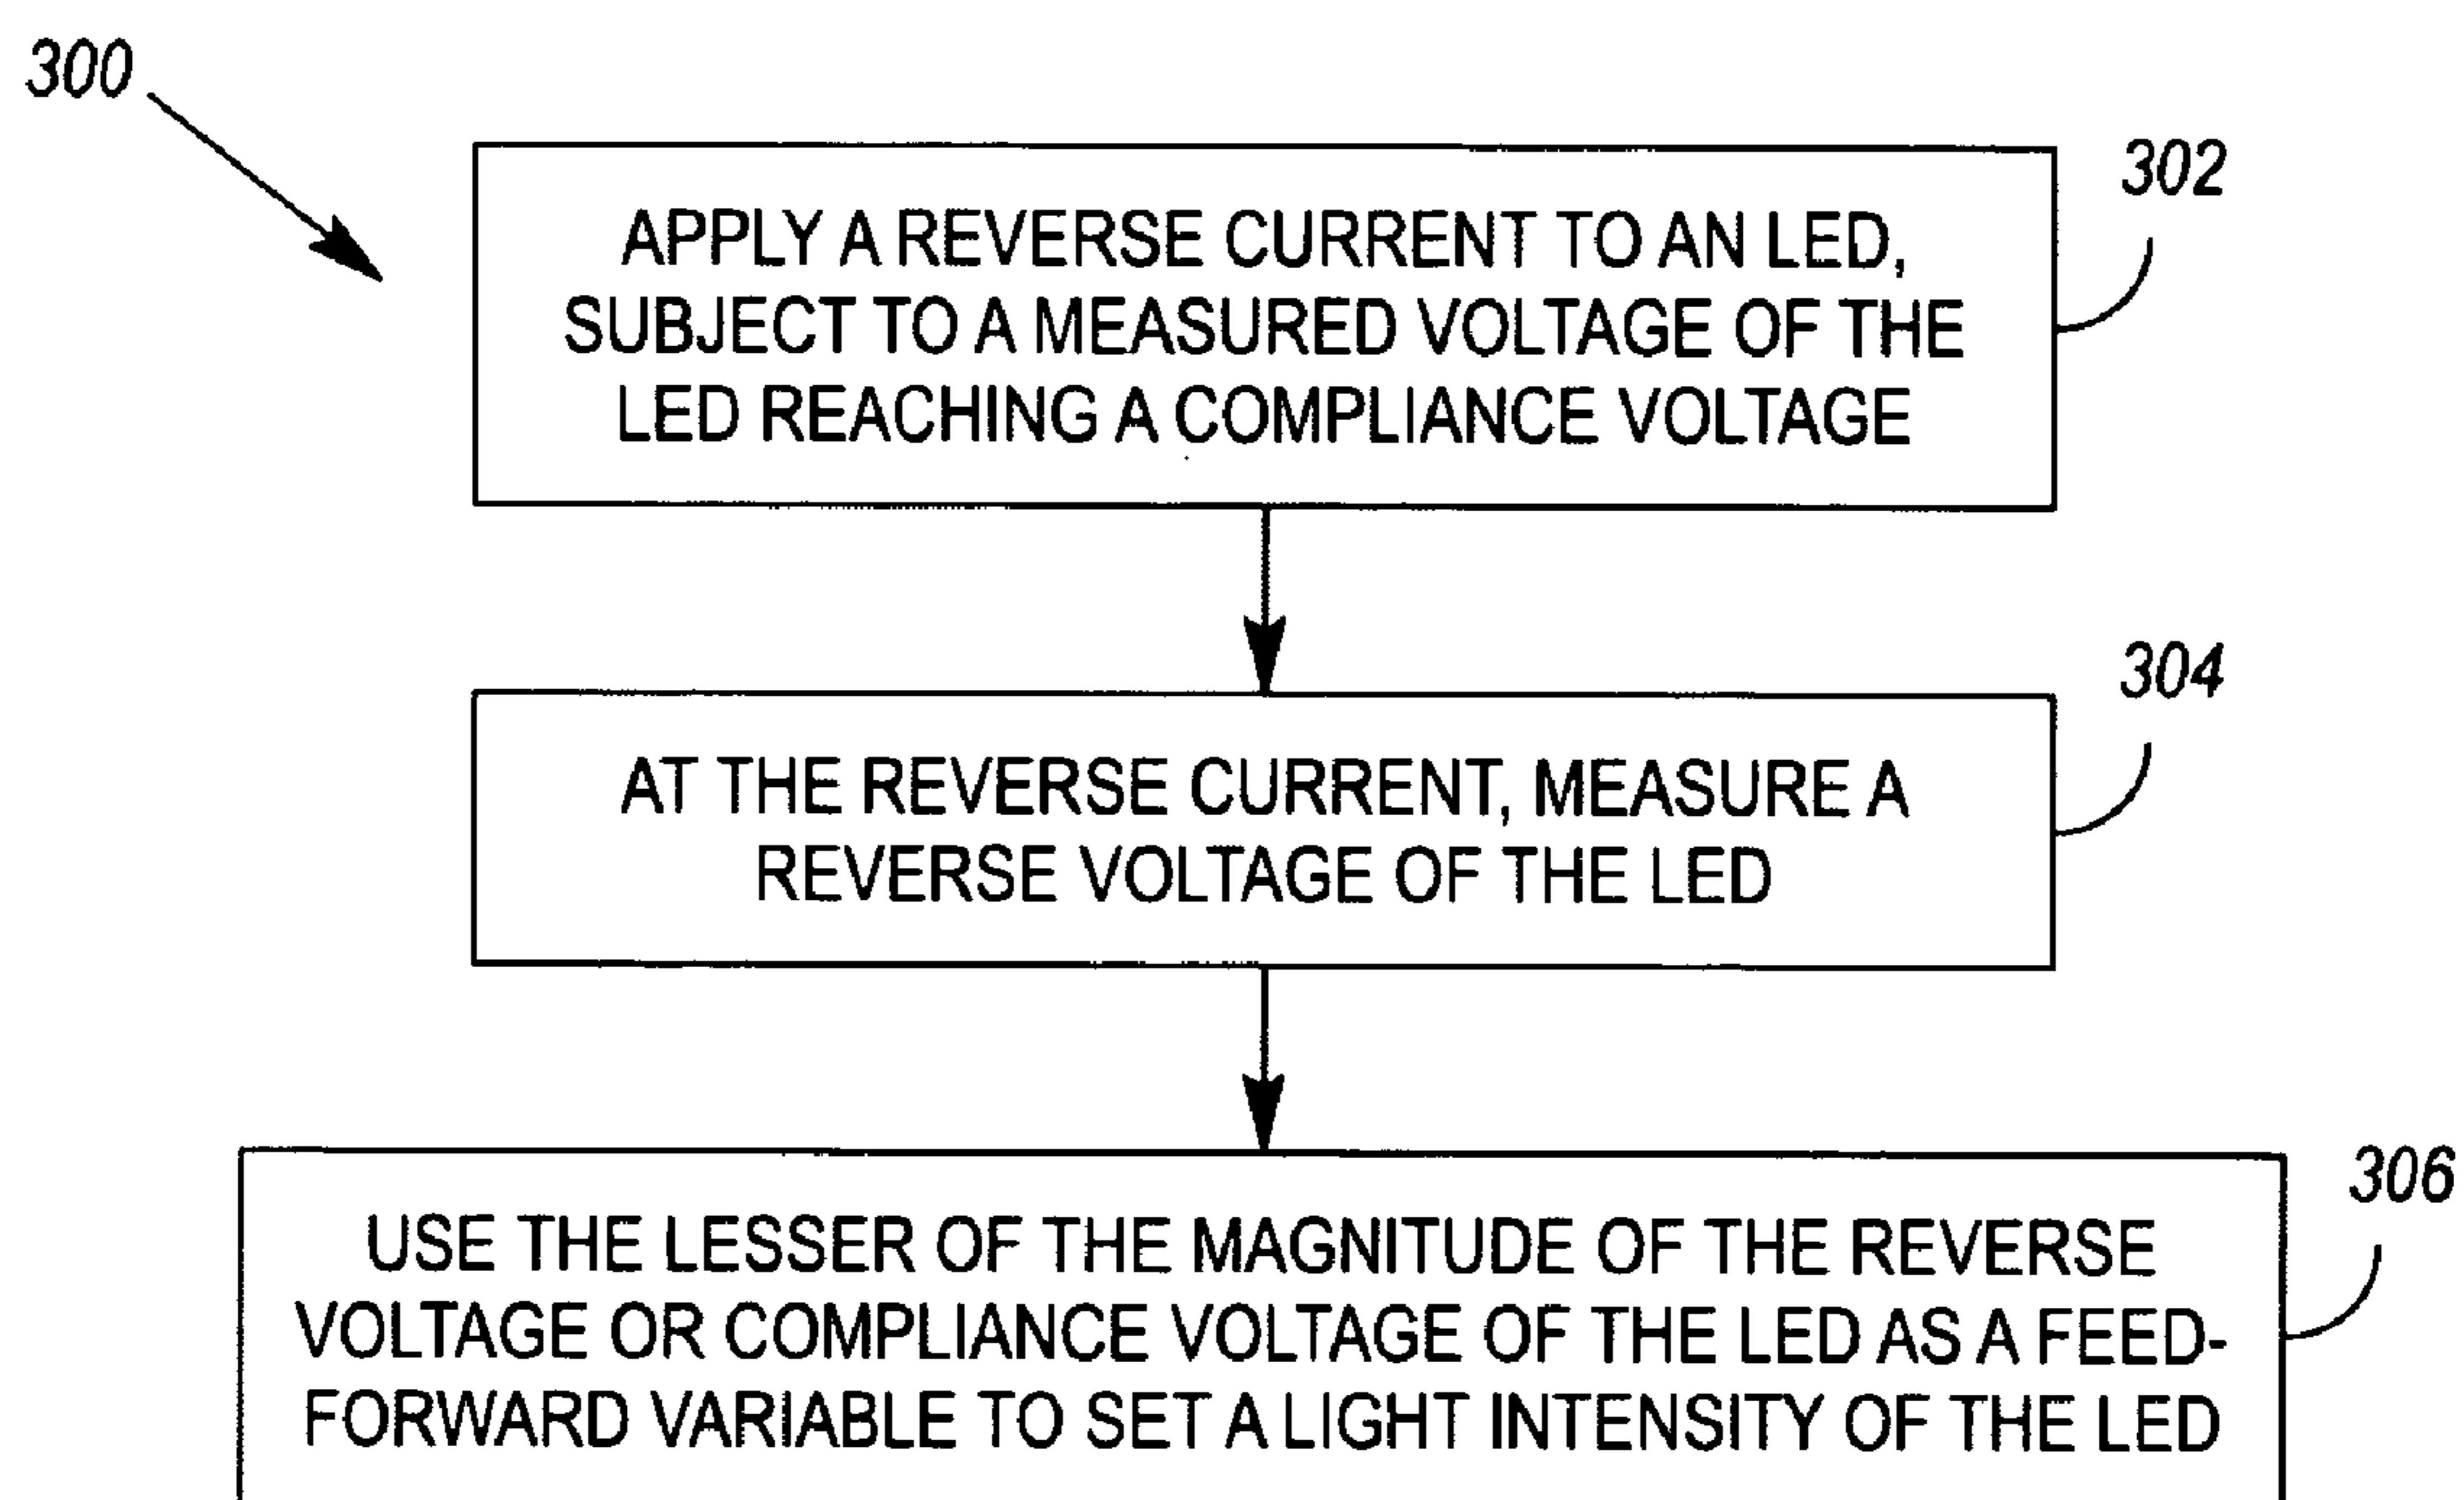 300
302
APPLY A REVERSE CURRENT TO AN LED,
SUBJECT TO A MEASURED VOLTAGE OF THE
LED REACHING A COMPLIANCE VOLTAGE
304
AT THE REVERSE CURRENT, MEASURE A
REVERSE VOLTAGE OF THE LED
306
USE THE LESSER OF THE MAGNITUDE OF THE REVERSE
VOLTAGE OR COMPLIANCE VOLTAGE OF THE LED AS A FEED-
FORWARD VARIABLE TO SET A LIGHT INTENSITY OF THE LED